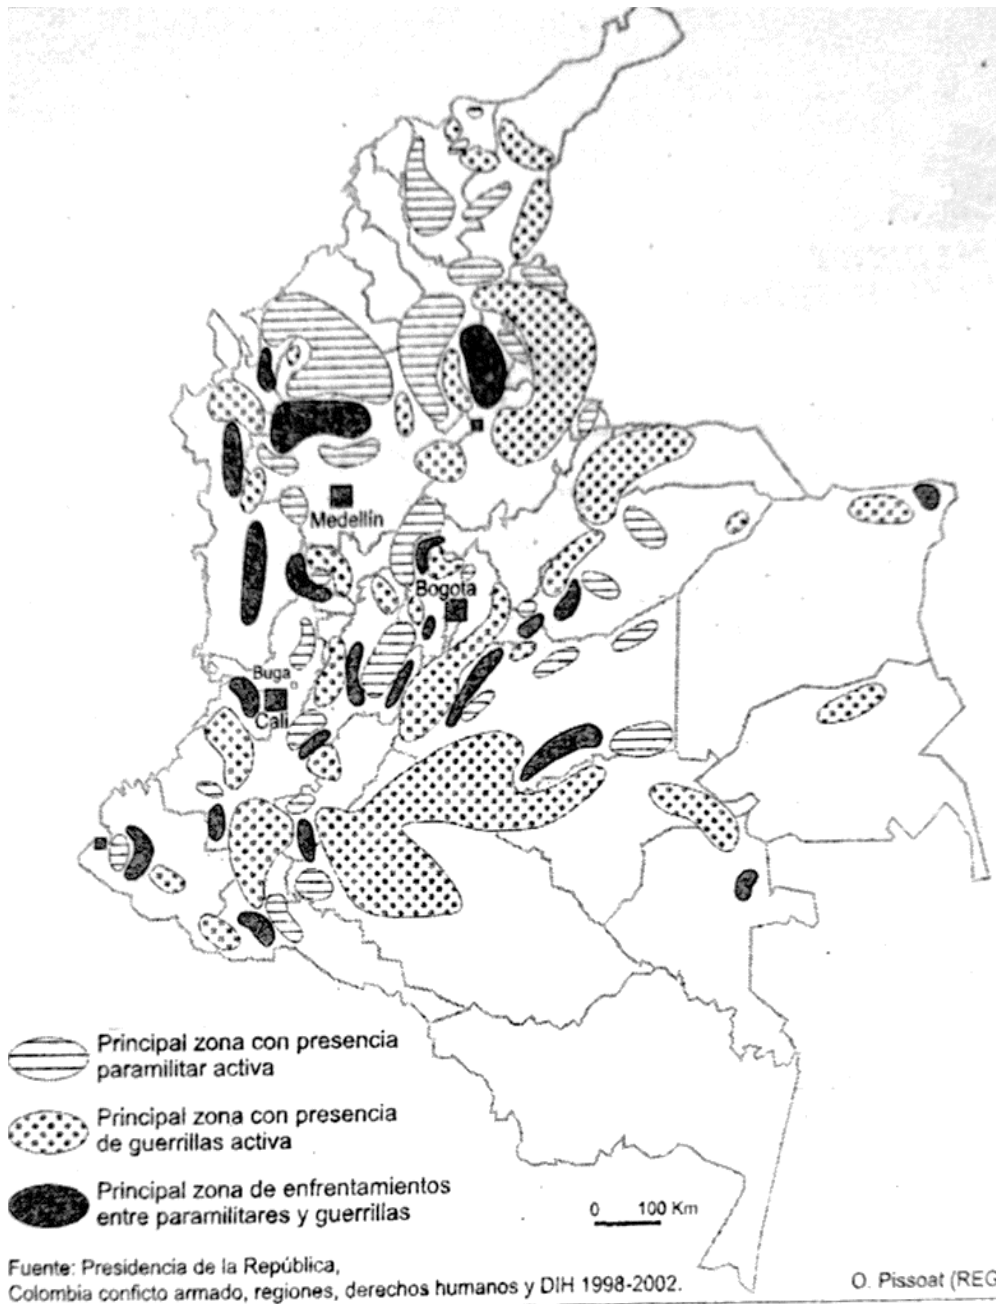 Medellín
Bogotá
Buga
Cali
Principal zona con presencia
paramilitar activa
Principal zona con presencia
de guerrillas activa
Principal zona de enfrentamientos
entre paramilitares y guerrillas
0 100 Km
Fuente: Presidencia de la República,
Colombia conficto armado, regiones, derechos humanos y DIH 1998-2002.
O. Pissoat (REG